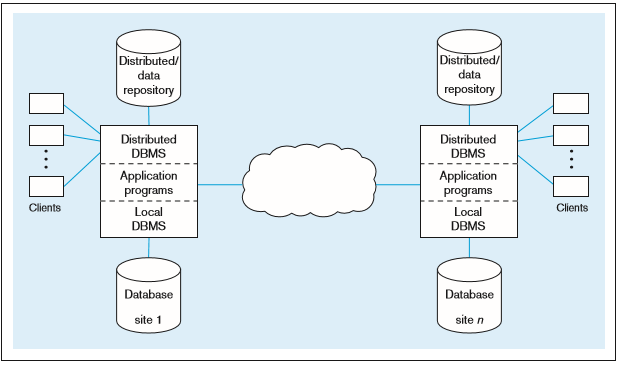 Distributed/
data
repository
Distributed
DBMS
Application
programs
Local
DBMS
Clients
Database
site 1
Distributed/
data
repository
Distributed
DBMS
Application
programs
Local
DBMS
Clients
Database
site n